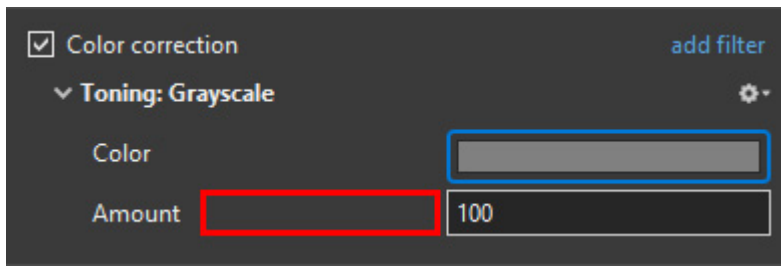 Color correction add filter
Toning: Grayscale
Color
Amount 100